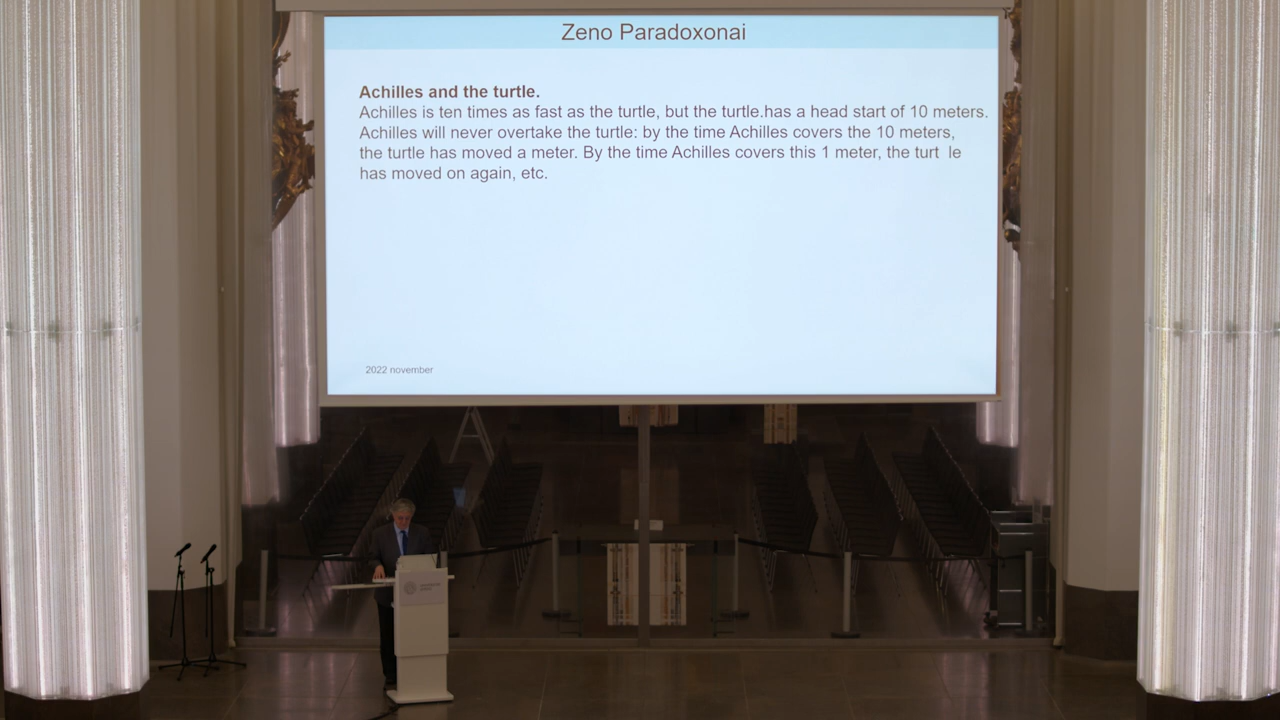 Zeno Paradoxonai
Achilles and the turtle.
Achilles is ten times as fast as the turtle, but the turtle.has a head start of 10 meters.
Achilles will never overtake the turtle: by the time Achilles covers the 10 meters,
the turtle has moved a meter. By the time Achilles covers this 1 meter, the turt le
has moved on again, etc.
2022 november